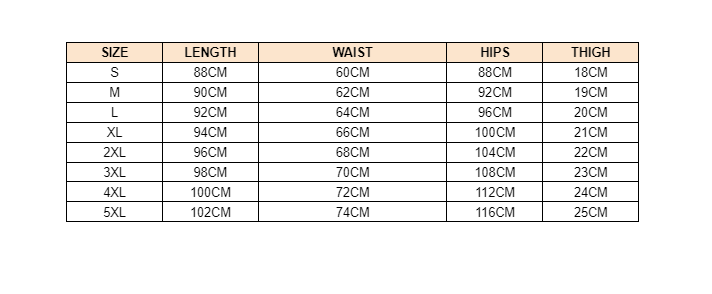 SIZE LENGTH WAIST HIPS THIGH
S 88CM 60CM 88CM 18CM
M 90CM 62CM 92CM 19CM
L 92CM 64CM 96CM 20CM
XL 94CM 66CM 100CM 21CM
2XL 96CM 68CM 104CM 22CM
3XL 98CM 70CM 108CM 23CM
4XL 100CM 72CM 112CM 24CM
5XL 102CM 74CM 116CM 25CM